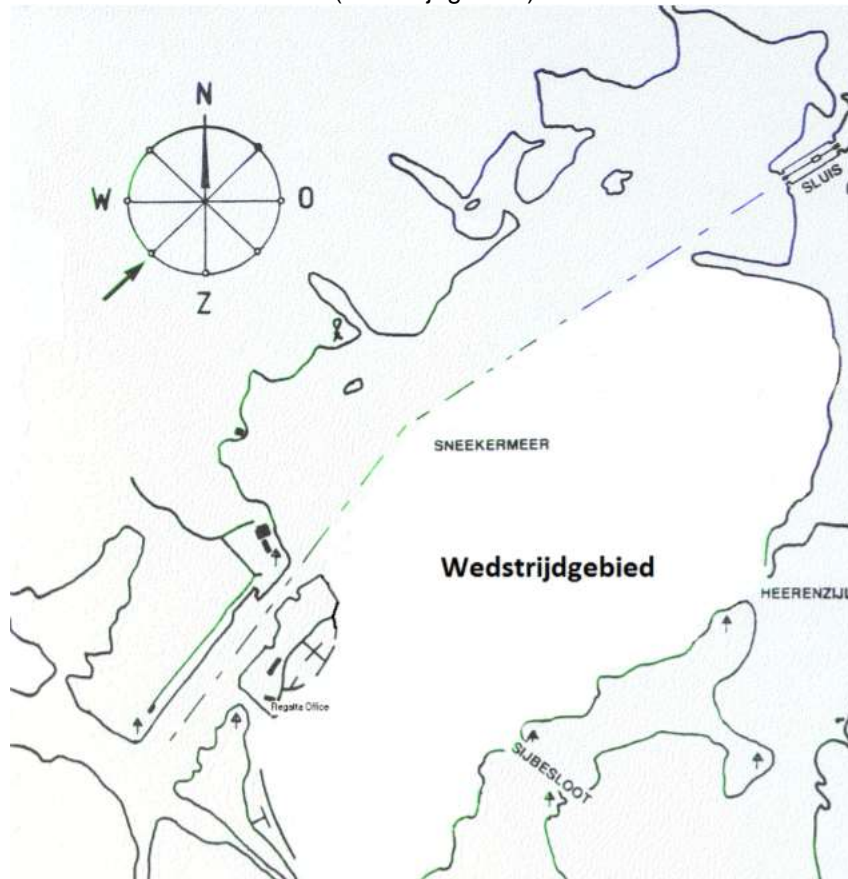 N
W
O
Z
SLUIS
SNEEKERMEER
Wedstrijdgebied
HEERENZIJL
Regatta Office
SIJBESLOOT